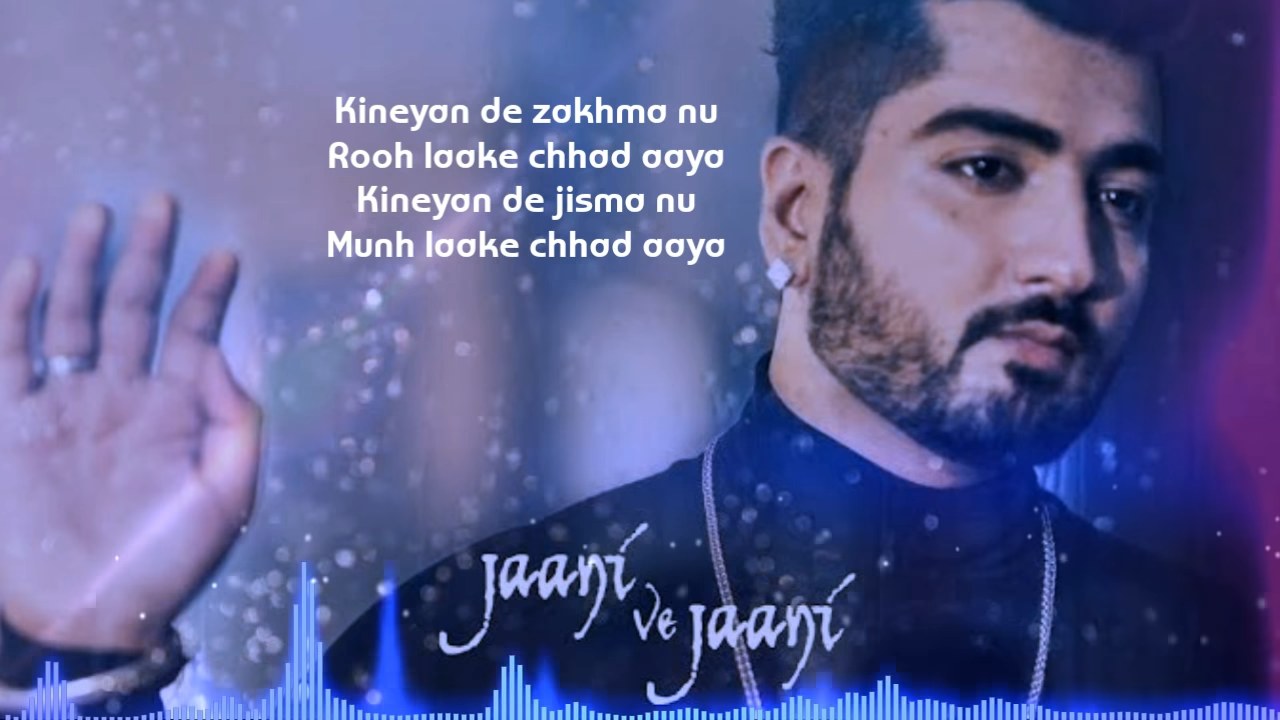 Kineyan de zakhma nu
Rooh laake chhad aaya
Kineyan de jisma nu
Munh laake chhad aaya
jaani ve jaani